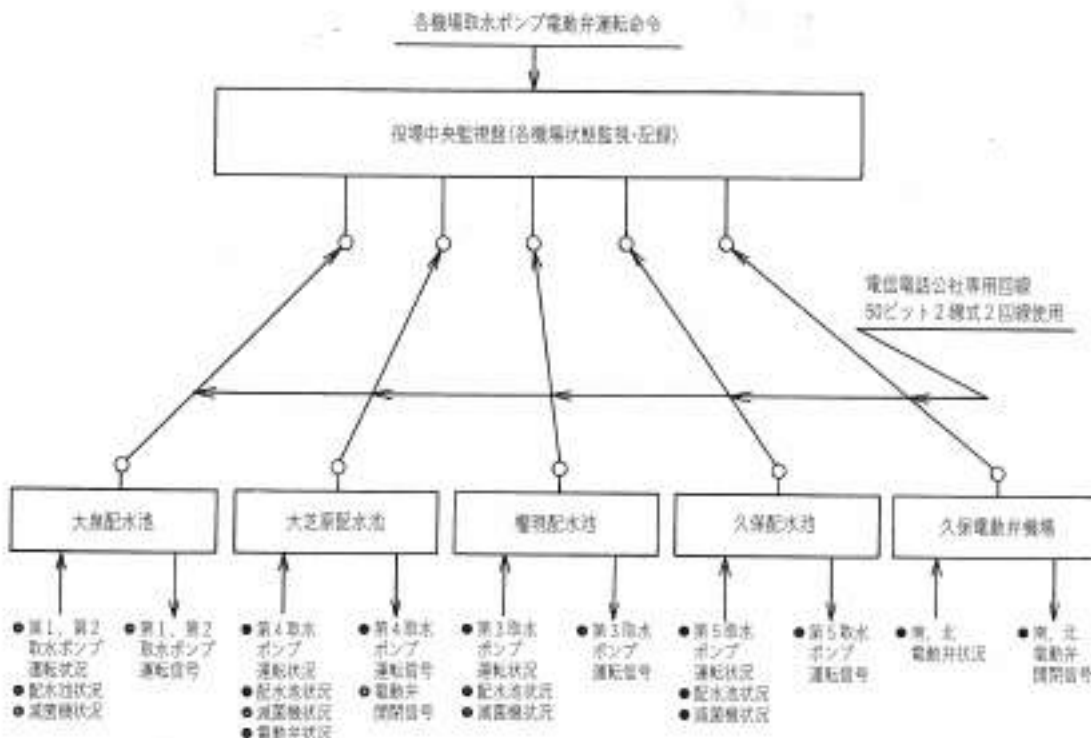 各機場取水ポンプ電動弁運転命令
役場中央監視盤(各機場状態監視・記録)
電信電話公社専用回線
50ビット2線式2回線使用
大泉配水池
大芝原配水池
権現配水池
久保配水池
久保電動弁機場
●第1、第2
取水ポンプ
運転状況
●配水池状況
●滅菌機状況
●第1、第2
取水ポンプ
運転信号
●第4取水
ポンプ
運転状況
●配水池状況
●滅菌機状況
●電動弁状況
●第4取水
ポンプ
運転信号
●電動弁
開閉信号
●第3取水
ポンプ
運転状況
●配水池状況
●滅菌機状況
●第3取水
ポンプ
運転信号
●第5取水
ポンプ
運転状況
●配水池状況
●滅菌機状況
●第5取水
ポンプ
運転信号
●南、北
電動弁状況
●南、北
電動弁
開閉信号